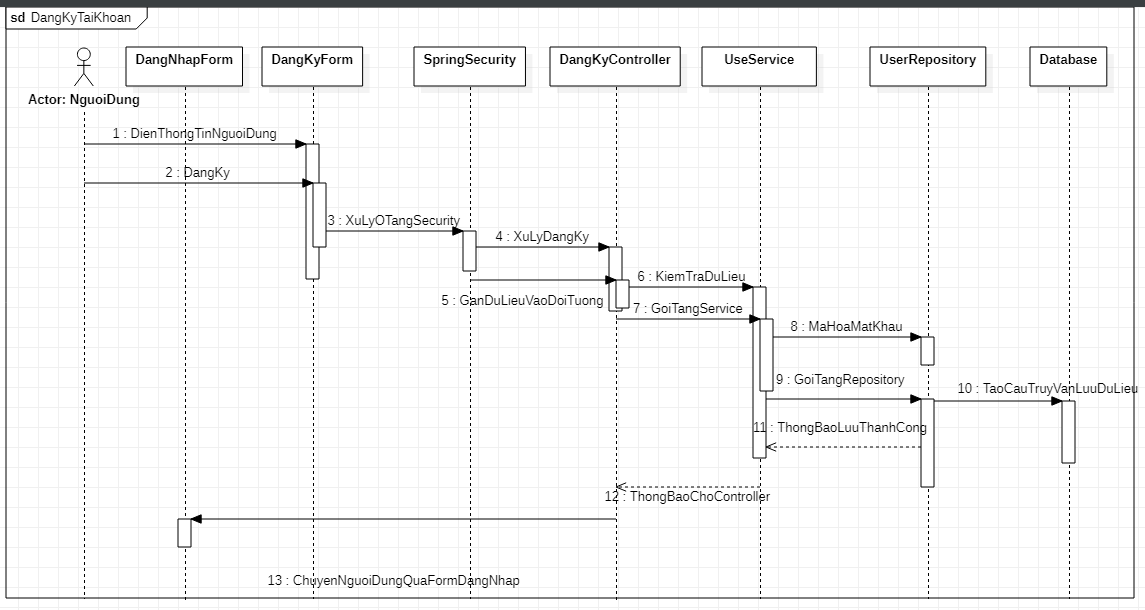 sd DangKyTaiKhoan
DangNhapForm
DangKyForm
SpringSecurity
DangKyController
UseService
UserRepository
Database
Actor: NguoiDung
1 : DienThongTinNguoiDung
2 : DangKy
3 : XuLyOTangSecurity
4 : XuLyDangKy
5 : GanDuLieuVaoDoiTuong
6 : KiemTraDuLieu
7 : GoiTangService
8 : MaHoaMatKhau
9 : GoiTangRepository
10 : TaoCauTruyVanLuuDuLieu
11 : ThongBaoLuuThanhCong
12 : ThongBaoChoController
13 : ChuyenNguoiDungQuaFormDangNhap